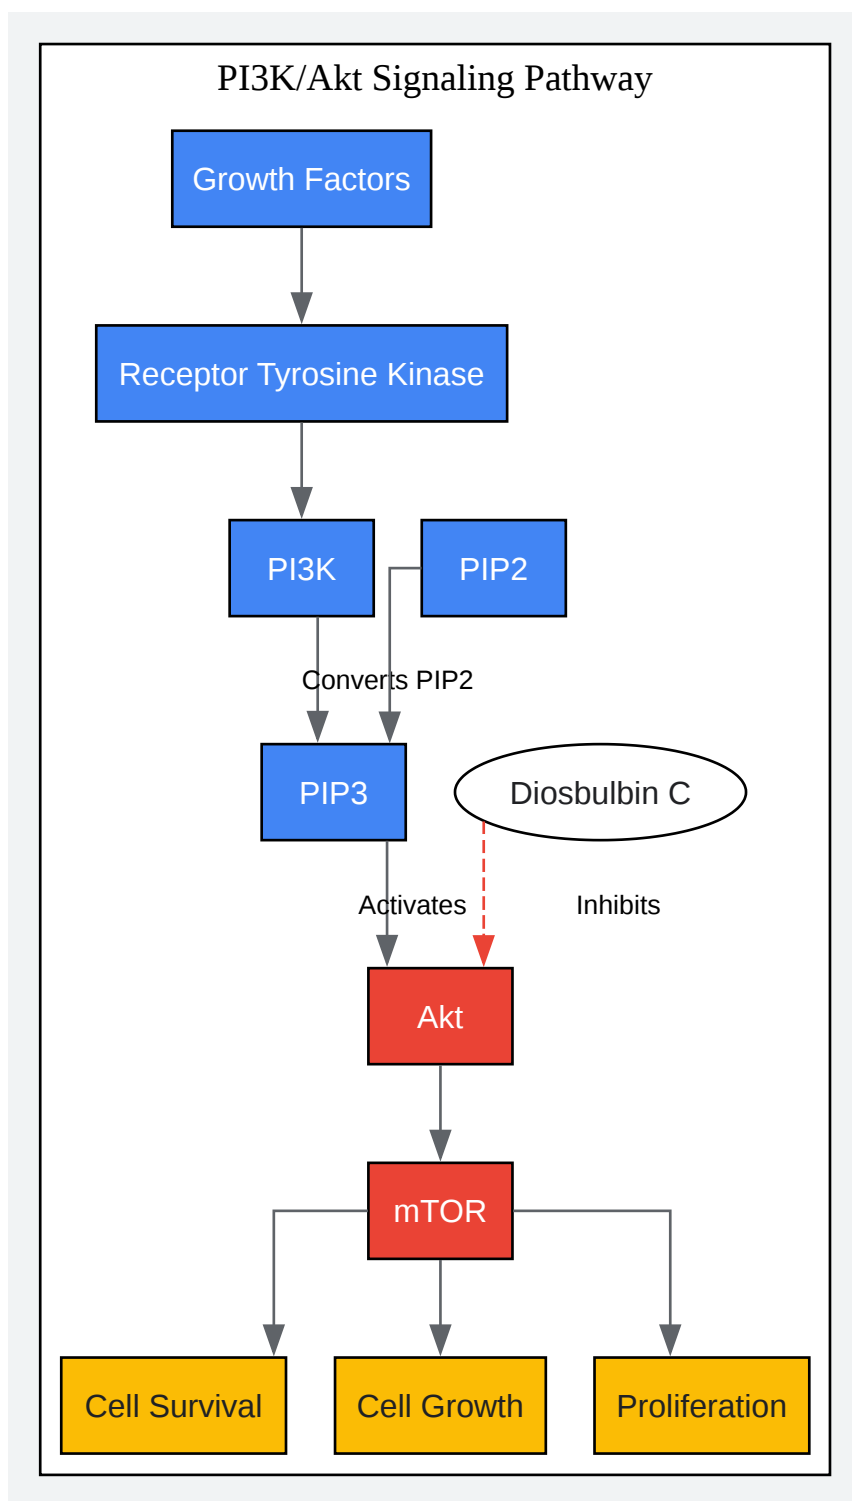 PI3K/Akt Signaling Pathway
Growth Factors
Receptor Tyrosine Kinase
PI3K
PIP2
Converts PIP2
PIP3
Diosbulbin C
Activates
Inhibits
Akt
mTOR
Cell Survival
Cell Growth
Proliferation